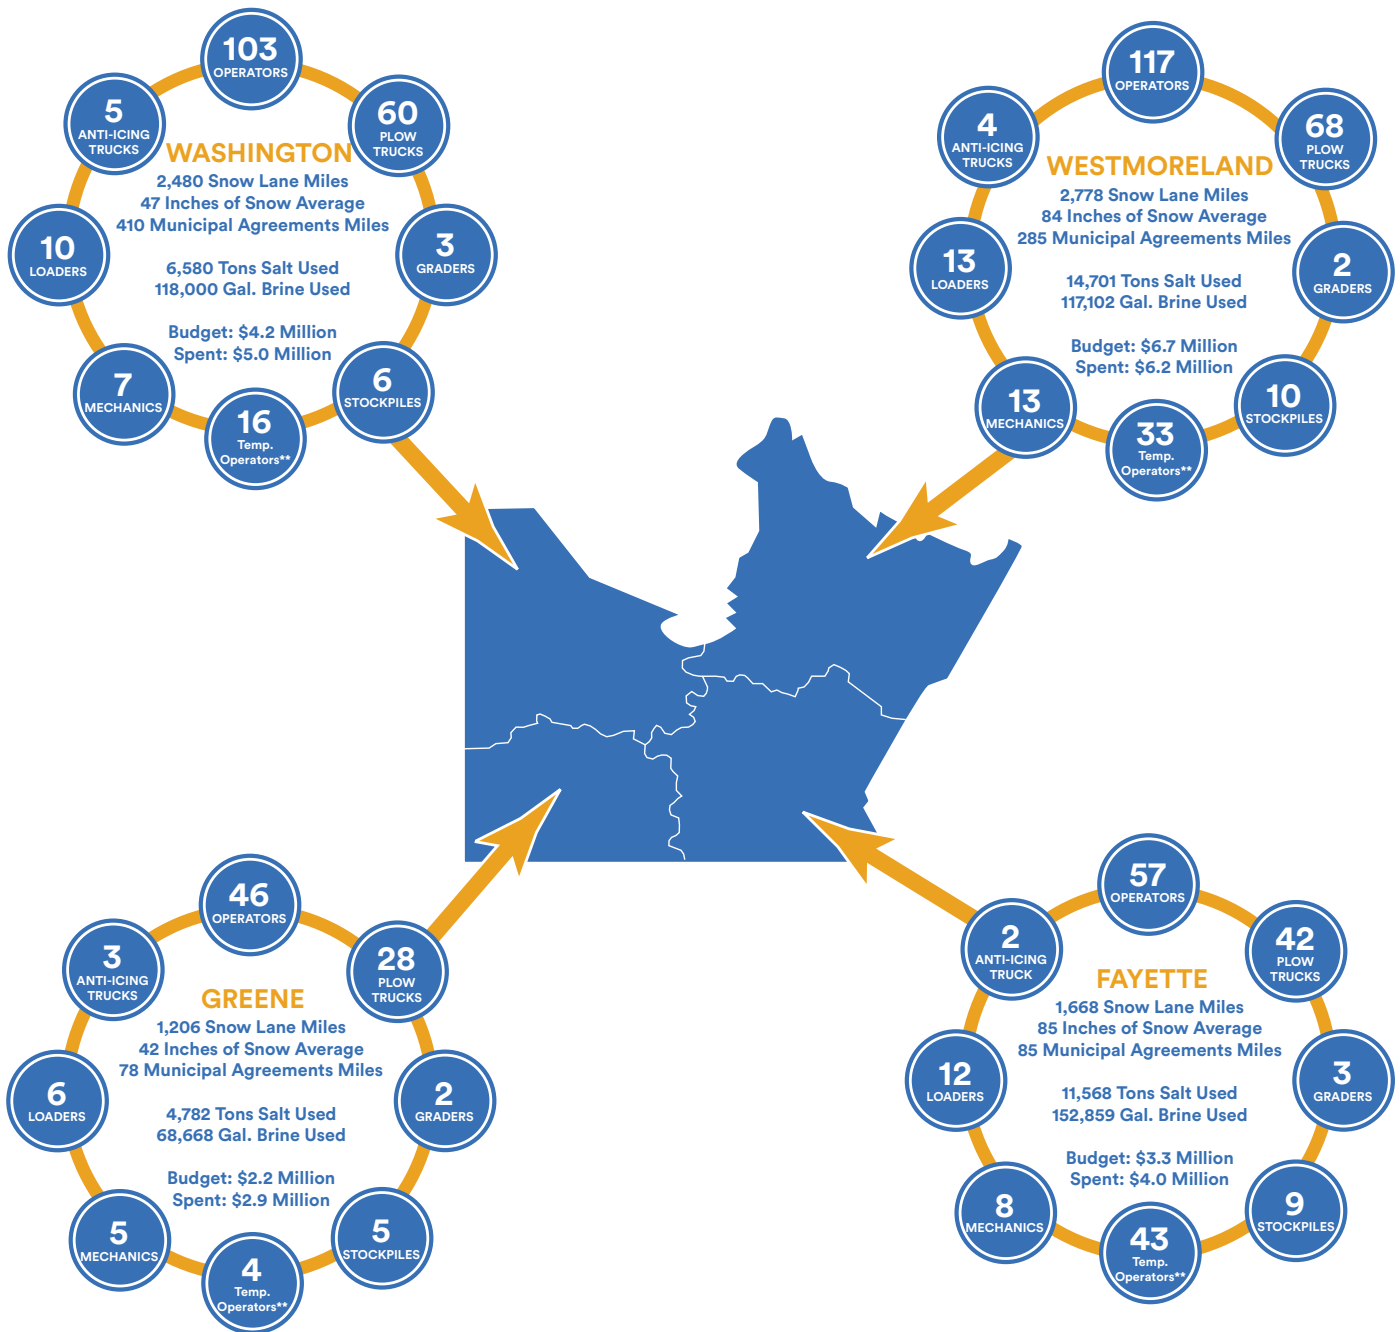 103
OPERATORS
60
PLOW
TRUCKS
3
GRADERS
6
STOCKPILES
16
Temp.
Operators**
7
MECHANICS
10
LOADERS
5
ANTI-ICING
TRUCKS
WASHINGTON
2,480 Snow Lane Miles
47 Inches of Snow Average
410 Municipal Agreements Miles
6,580 Tons Salt Used
118,000 Gal. Brine Used
Budget: $4.2 Million
Spent: $5.0 Million
117
OPERATORS
68
PLOW
TRUCKS
2
GRADERS
10
STOCKPILES
33
Temp.
Operators**
13
MECHANICS
13
LOADERS
4
ANTI-ICING
TRUCKS
WESTMORELAND
2,778 Snow Lane Miles
84 Inches of Snow Average
285 Municipal Agreements Miles
14,701 Tons Salt Used
117,102 Gal. Brine Used
Budget: $6.7 Million
Spent: $6.2 Million
46
OPERATORS
28
PLOW
TRUCKS
2
GRADERS
5
STOCKPILES
4
Temp.
Operators**
5
MECHANICS
6
LOADERS
3
ANTI-ICING
TRUCKS
GREENE
1,206 Snow Lane Miles
42 Inches of Snow Average
78 Municipal Agreements Miles
4,782 Tons Salt Used
68,668 Gal. Brine Used
Budget: $2.2 Million
Spent: $2.9 Million
57
OPERATORS
42
PLOW
TRUCKS
3
GRADERS
9
STOCKPILES
43
Temp.
Operators**
8
MECHANICS
12
LOADERS
2
ANTI-ICING
TRUCK
FAYETTE
1,668 Snow Lane Miles
85 Inches of Snow Average
85 Municipal Agreements Miles
11,568 Tons Salt Used
152,859 Gal. Brine Used
Budget: $3.3 Million
Spent: $4.0 Million